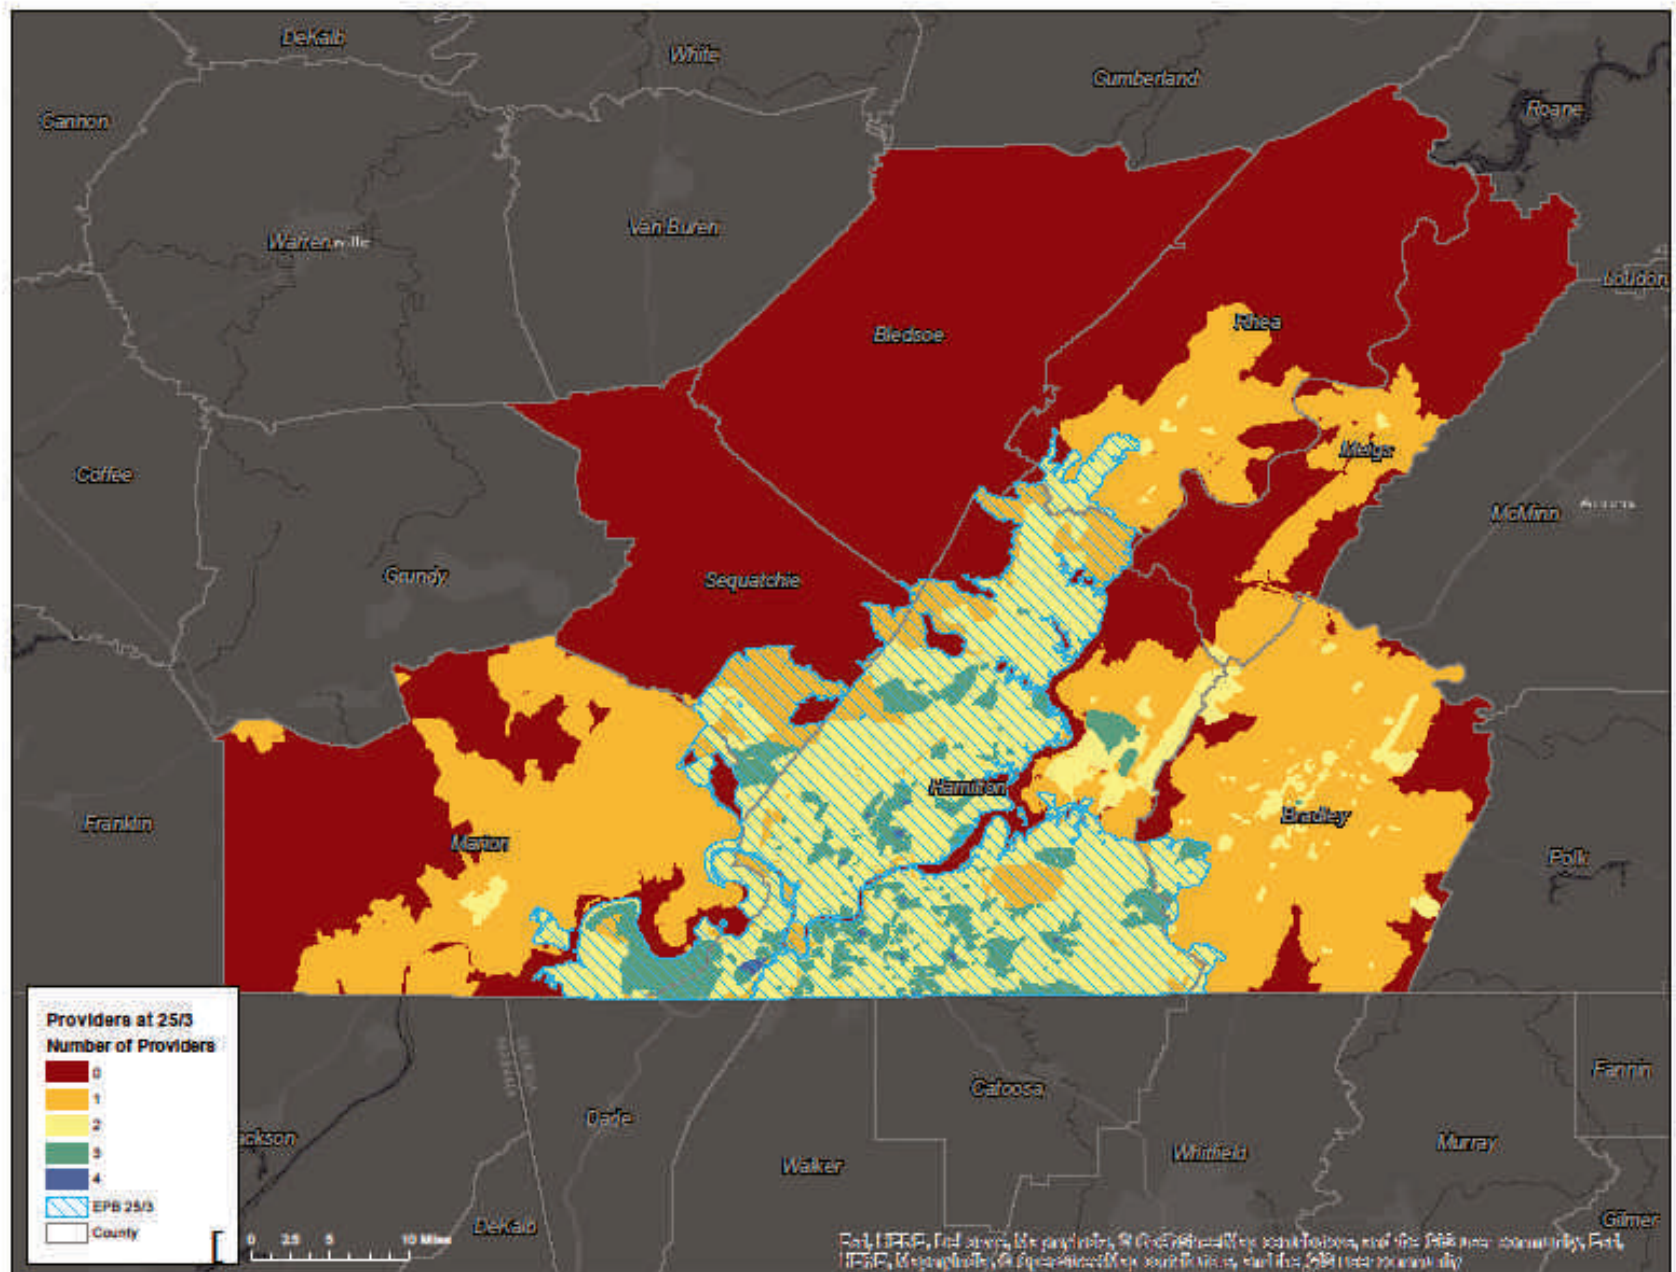 DeKalb
White
Cumberland
Roane
Cannon
Van Buren
Warren
Loudon
Bledsoe
Rhea
Meigs
Coffee
McMinn
Grundy
Sequatchie
Hamilton
Bradley
Franklin
Marion
Polk
Providers at 25/3
Number of Providers
0
1
2
3
4
EPB 25/3
County
0 2.5 5 10 Miles
Fannin
Catoosa
Dade
ackson
Murray
Whitfield
Walker
DeKalb
Gilmer